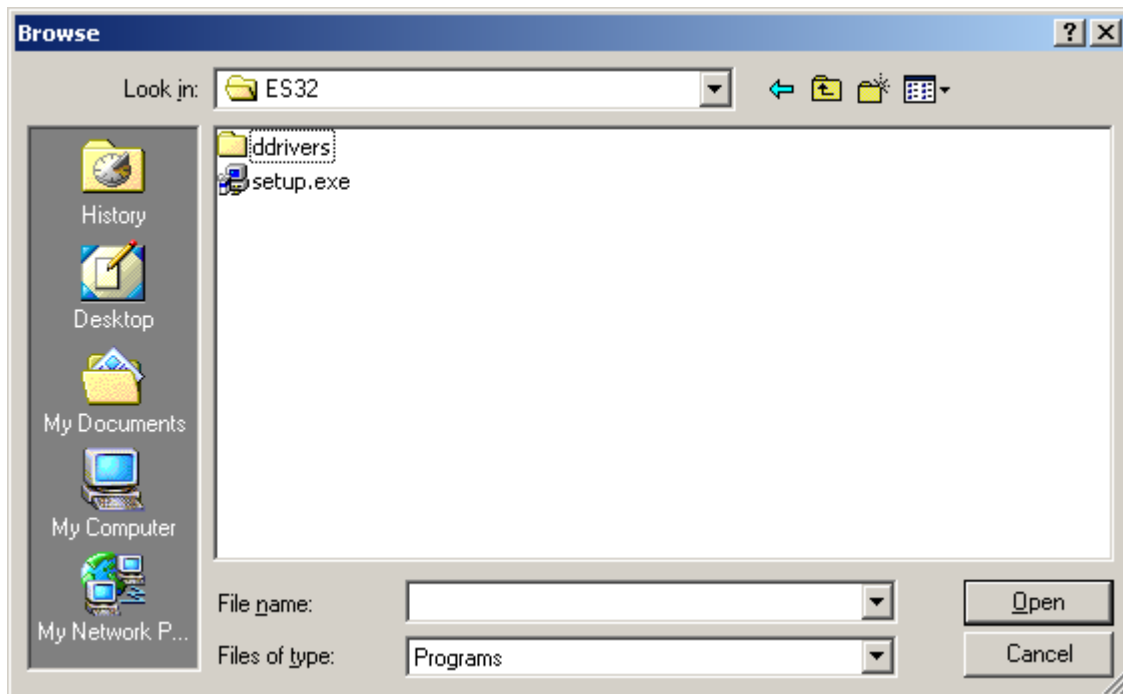 Browse
Look in: ES32
ddrivers
setup.exe
History
Desktop
My Documents
My Computer
My Network P...
File name:
Open
Files of type: Programs
Cancel